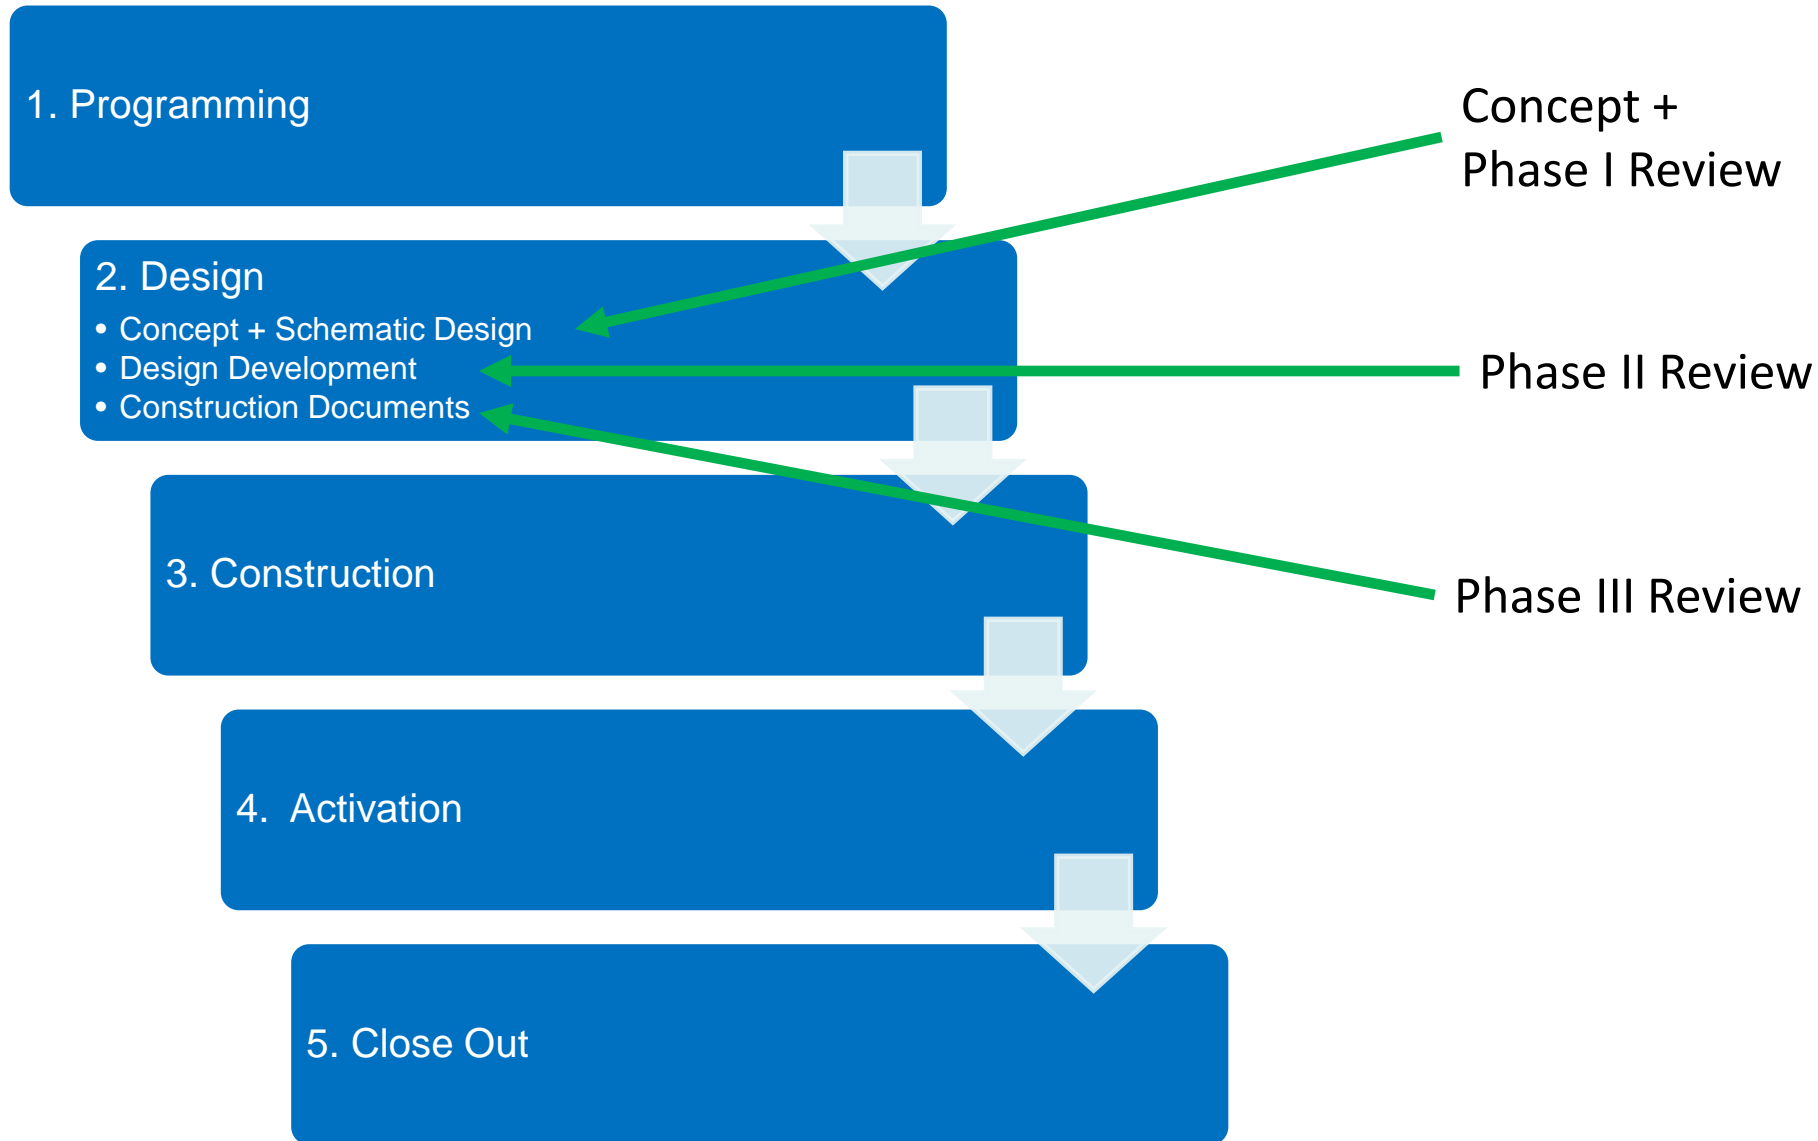 1. Programming
Concept +
Phase I Review
2. Design
• Concept + Schematic Design
• Design Development
• Construction Documents
Phase II Review
3. Construction
Phase III Review
4.  Activation
5. Close Out